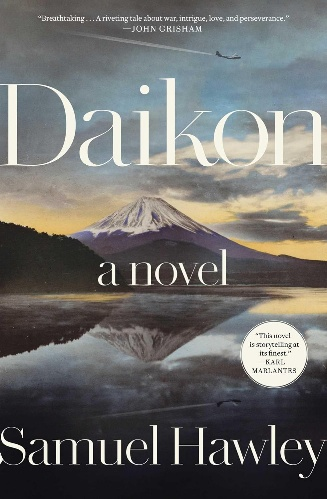 “Breathtaking . . . A riveting tale about war, intrigue, love, and perseverance.”
—JOHN GRISHAM
Daikon
a novel
“This novel
is storytelling at
its finest.”
KARL
MARLANTES
Samuel Hawley